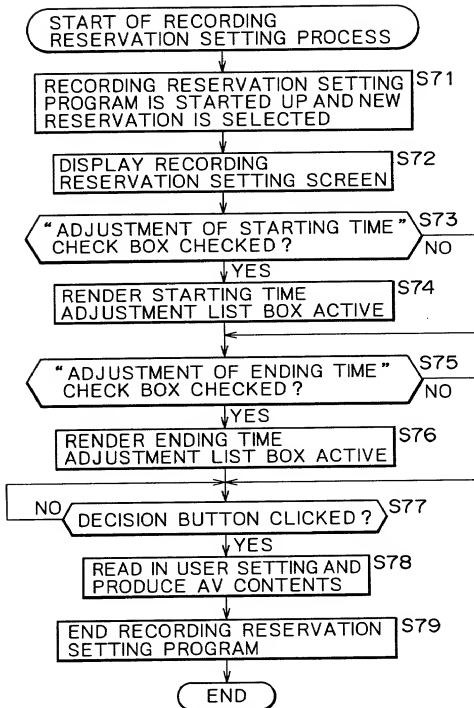 START OF RECORDING
RESERVATION SETTING PROCESS
S71
RECORDING RESERVATION SETTING
PROGRAM IS STARTED UP AND NEW
RESERVATION IS SELECTED
S72
DISPLAY RECORDING
RESERVATION SETTING SCREEN
S73
“ADJUSTMENT OF STARTING TIME”
CHECK BOX CHECKED?
NO
YES
S74
RENDER STARTING TIME
ADJUSTMENT LIST BOX ACTIVE
S75
“ADJUSTMENT OF ENDING TIME”
CHECK BOX CHECKED?
NO
YES
S76
RENDER ENDING TIME
ADJUSTMENT LIST BOX ACTIVE
S77
NO
DECISION BUTTON CLICKED?
YES
S78
READ IN USER SETTING AND
PRODUCE AV CONTENTS
S79
END RECORDING RESERVATION
SETTING PROGRAM
END